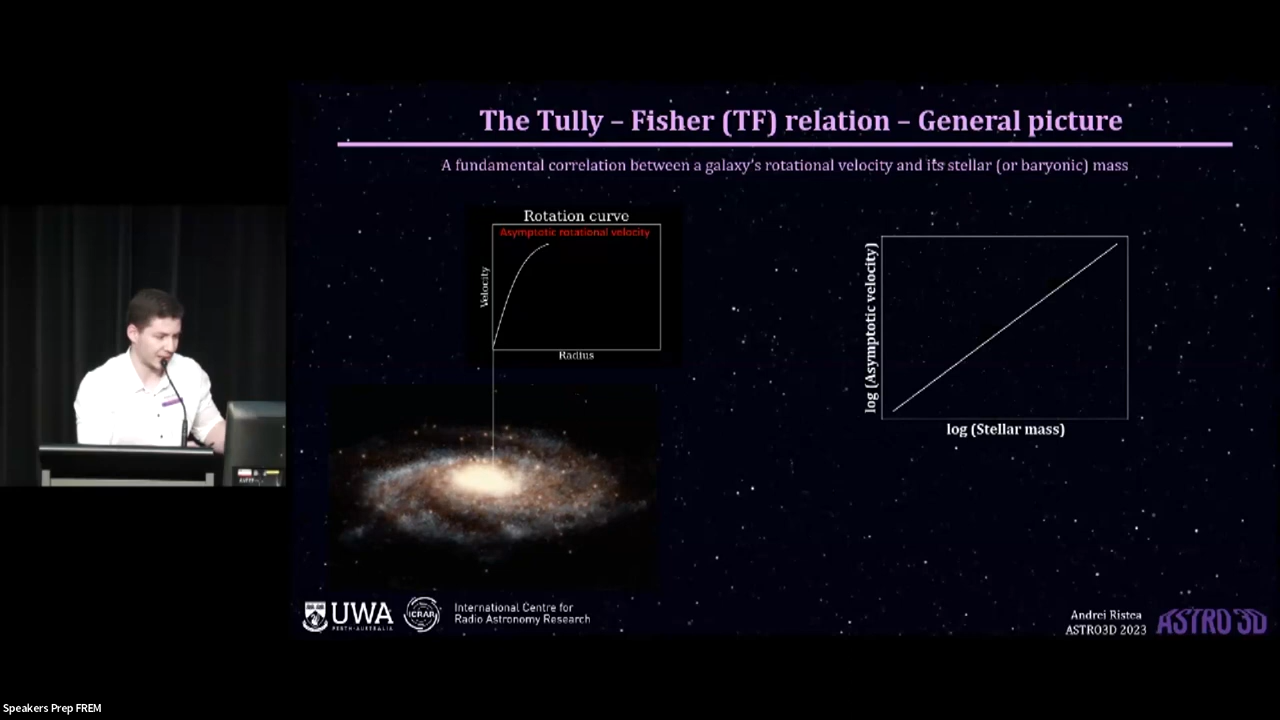 The Tully – Fisher (TF) relation – General picture
A fundamental correlation between a galaxy's rotational velocity and its stellar (or baryonic) mass
Rotation curve
Asymptotic rotational velocity
Velocity
Radius
log (Asymptotic velocity)
log (Stellar mass)
UWA
PERTH · AUSTRALIA
ICRAR
International Centre for
Radio Astronomy Research
Andrei Ristea
ASTRO3D 2023
ASTRO 3D
Speakers Prep FREM